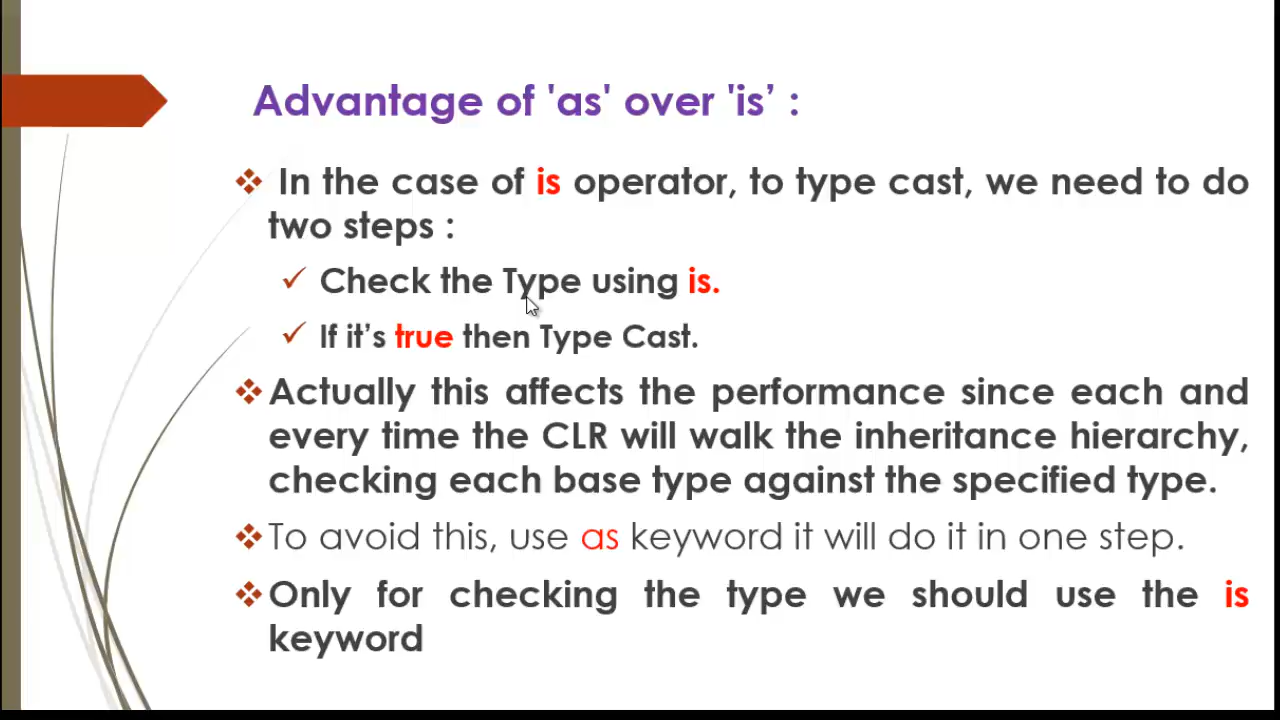 Advantage of 'as' over 'is’ :
In the case of is operator, to type cast, we need to do
two steps :
Check the Type using is.
If it’s true then Type Cast.
Actually this affects the performance since each and
every time the CLR will walk the inheritance hierarchy,
checking each base type against the specified type.
To avoid this, use as keyword it will do it in one step.
Only for checking the type we should use the is
keyword